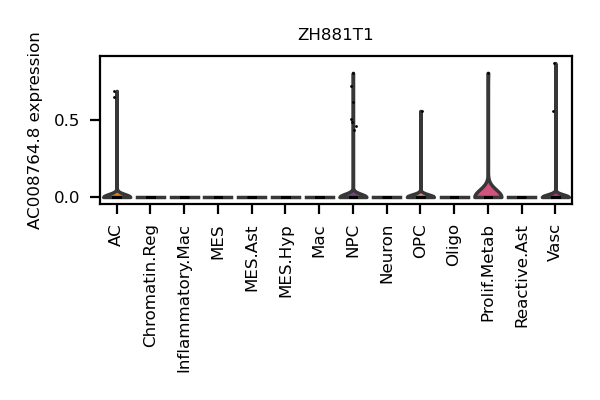 ZH881T1
AC008764.8 expression
0.5
0.0
AC
Chromatin.Reg
Inflammatory.Mac
MES
MES.Ast
MES.Hyp
Mac
NPC
Neuron
OPC
Oligo
Prolif.Metab
Reactive.Ast
Vasc